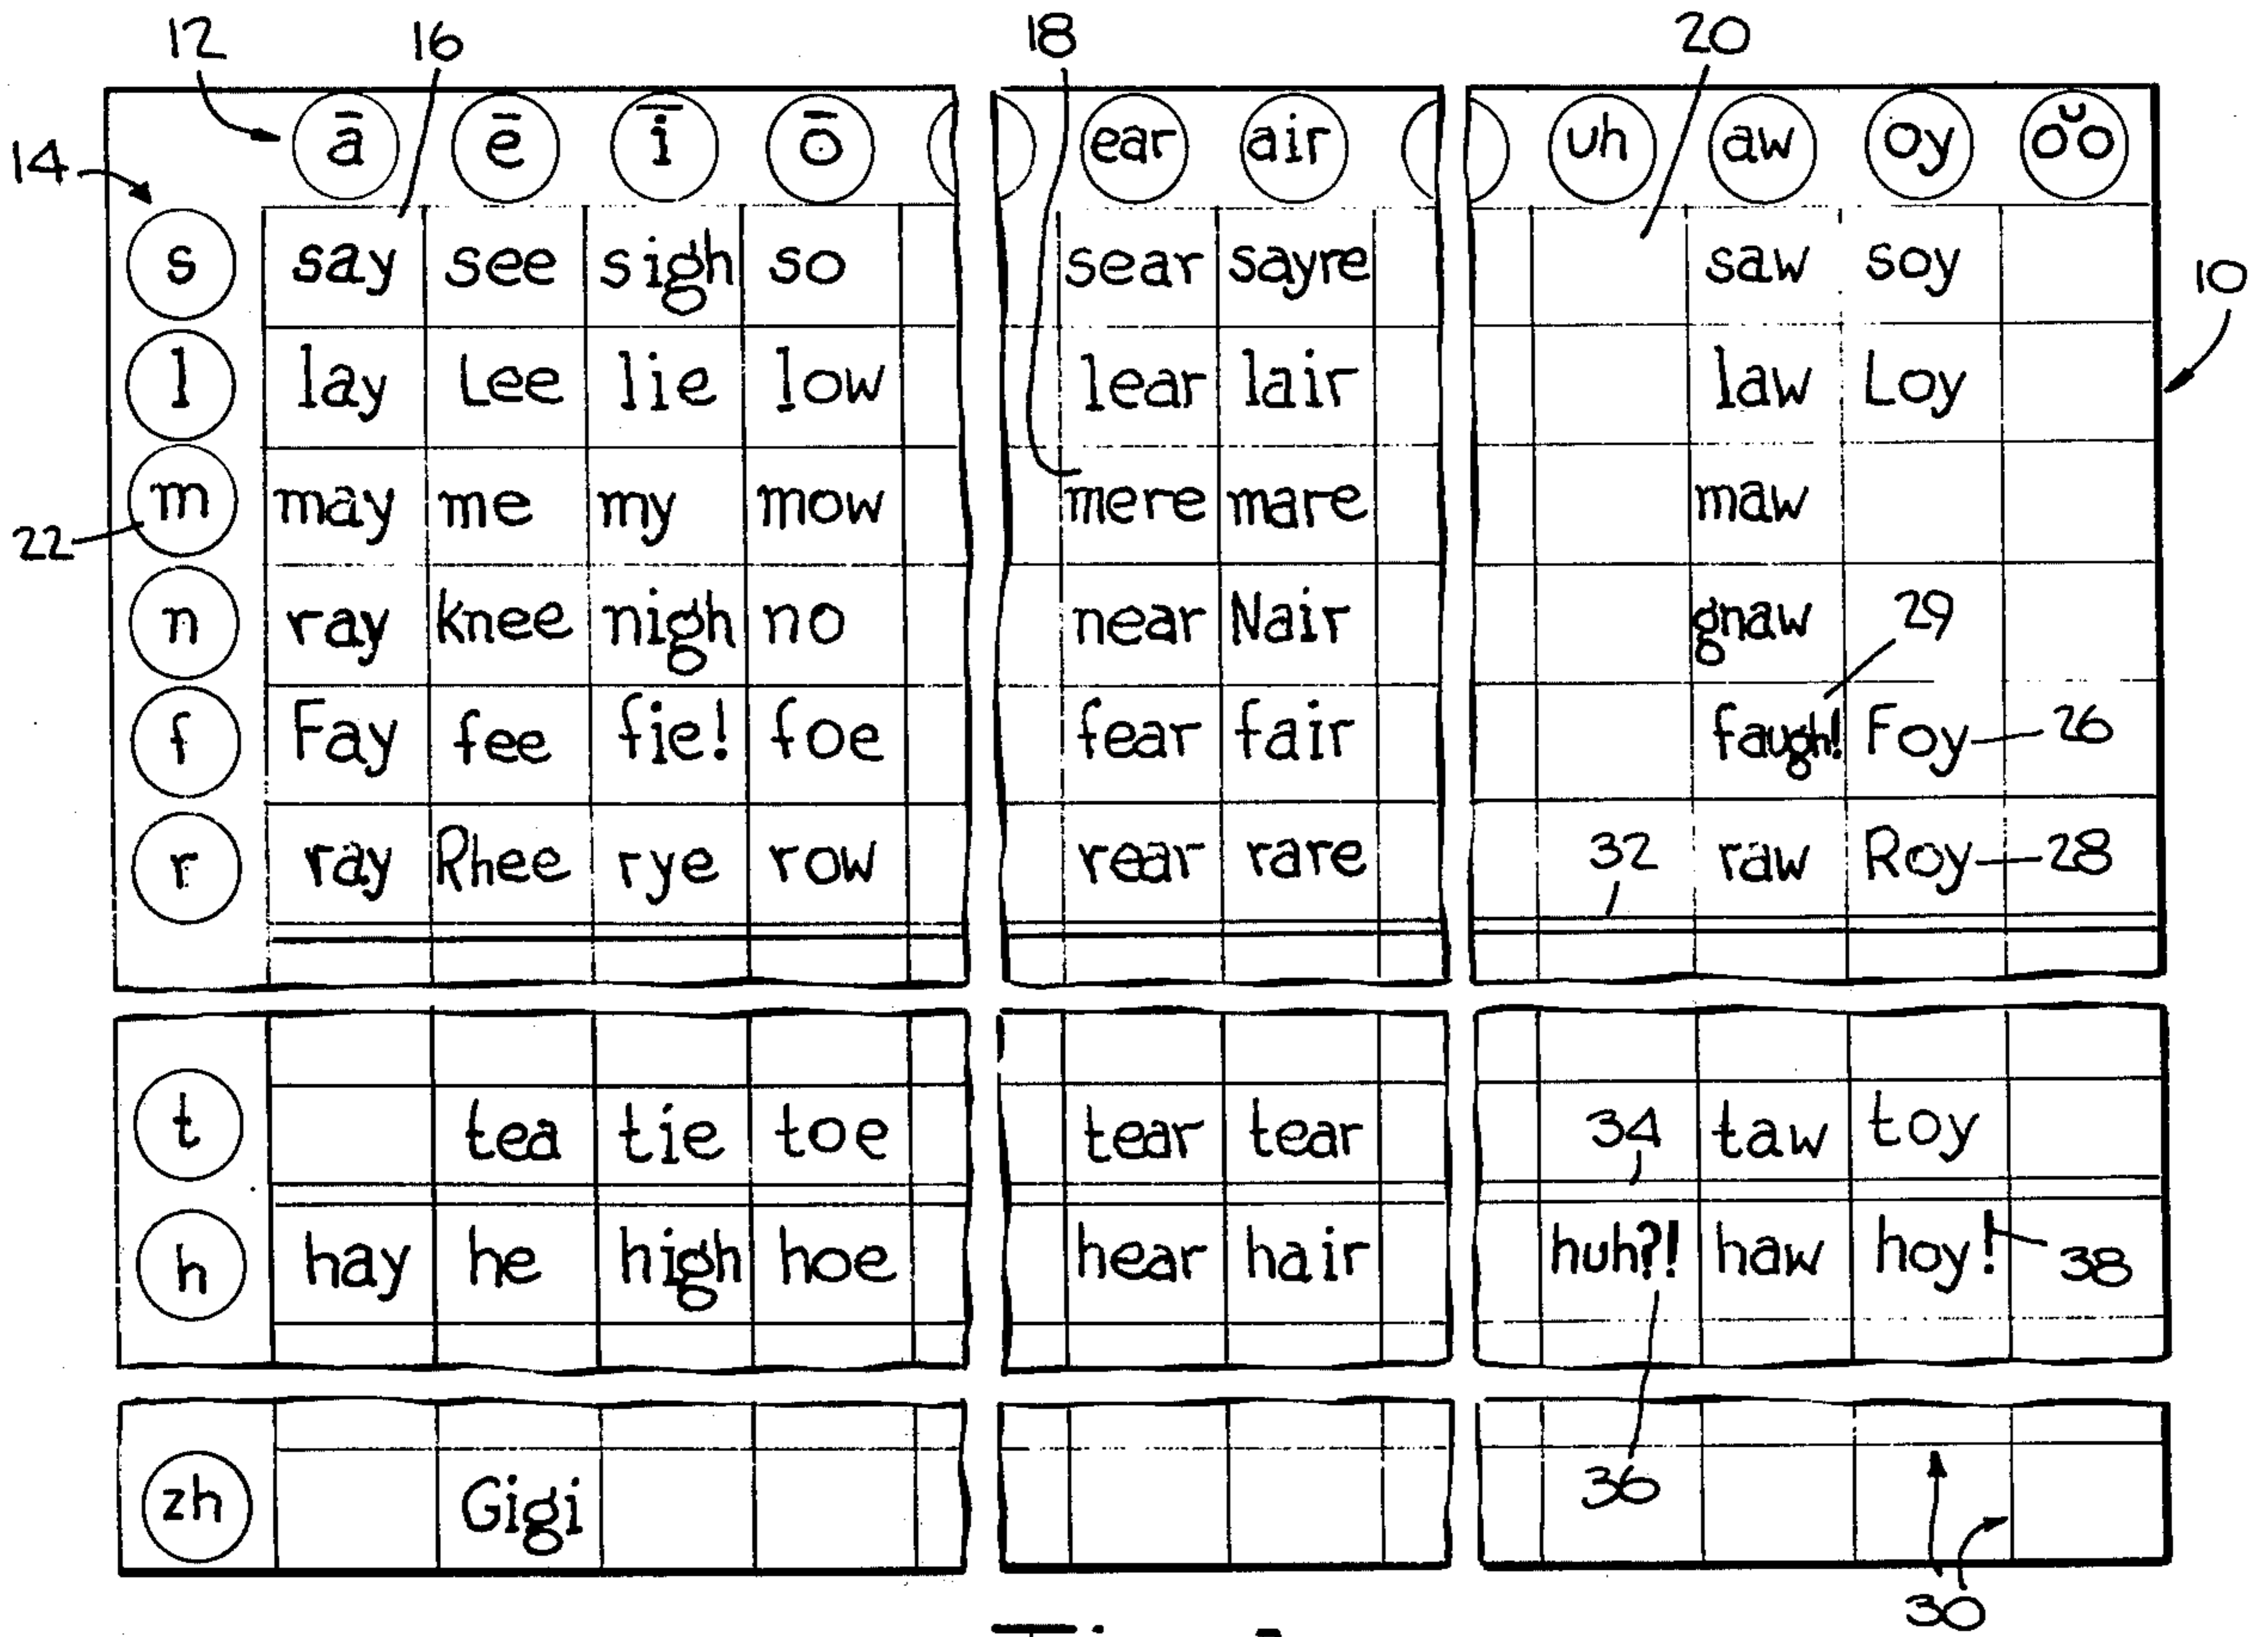 12 16 18 20
14 ā ē ī ō ear air uh aw oy o͝o
s say see sigh so sear sayre saw soy 10
l lay Lee lie low lear lair law Loy
m may me my mow mere mare maw
22
n ray knee nigh no near Nair gnaw 29
f Fay fee fie! foe fear fair faugh! Foy 26
r ray Rhee rye row rear rare 32 raw Roy 28
t tea tie toe tear tear 34 taw toy
h hay he high hoe hear hair huh?! haw hoy! 38
zh Gigi 36
30